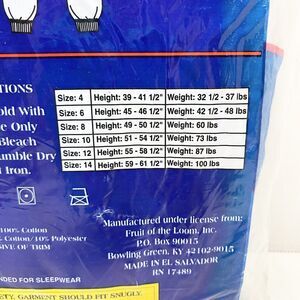 TIONS
old With
e Only
Bleach
umble Dry
Iron.
Size: 4 Height: 39 - 41 1/2" Weight: 32 1/2 - 37 lbs
Size: 6 Height: 45 - 46 1/2" Weight: 42 1/2 - 48 lbs
Size: 8 Height: 49 - 50 1/2" Weight: 60 lbs
Size: 10 Height: 51 - 54 1/2" Weight: 73 lbs
Size: 12 Height: 55 - 58 1/2" Weight: 87 lbs
Size: 14 Height: 59 - 61 1/2" Weight: 100 lbs
100% Cotton
Cotton/10% Polyester
SIVE OF TRIM
Manufactured under license from:
Fruit of the Loom, Inc.
P.O. Box 90015
Bowling Green, KY 42102-9015
MADE IN EL SALVADOR
RN 17489
NDED FOR SLEEPWEAR
ETY, GARMENT SHOULD FIT SNUGLY.